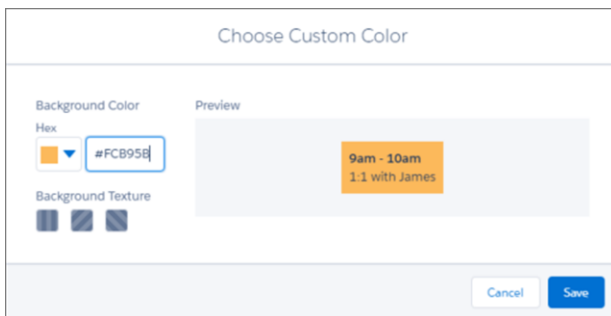 Choose Custom Color
Background Color
Hex
#FCB95B
Background Texture
Preview
9am - 10am
1:1 with James
Cancel
Save